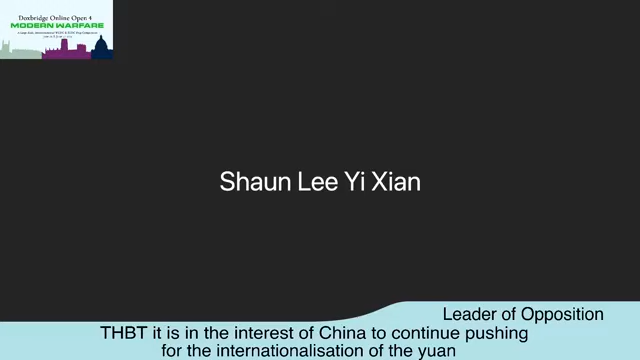 Doxbridge Online Open 4
MODERN WARFARE
Shaun Lee Yi Xian
Leader of Opposition
THBT it is in the interest of China to continue pushing
for the internationalisation of the yuan